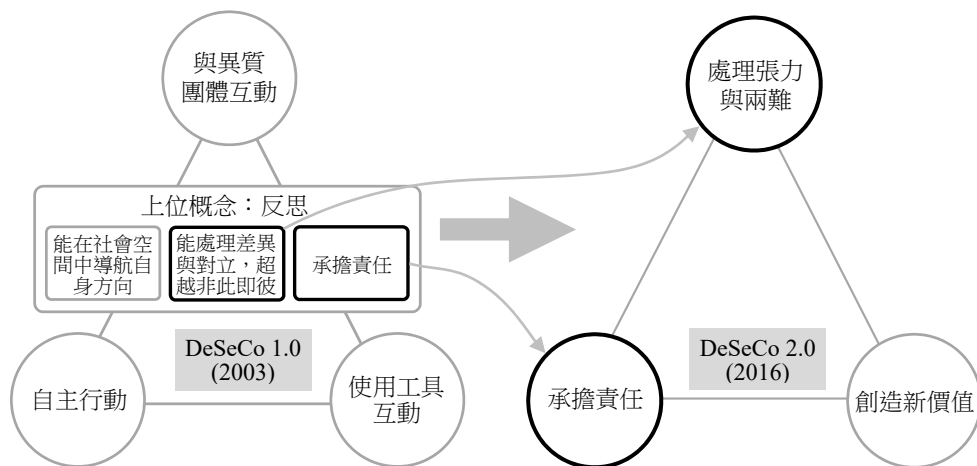 與異質
團體互動
上位概念：反思
能在社會空
間中導航自
身方向
能處理差異
與對立，超
越非此即彼
承擔責任
自主行動
DeSeCo 1.0
(2003)
使用工具
互動
處理張力
與兩難
承擔責任
DeSeCo 2.0
(2016)
創造新價值